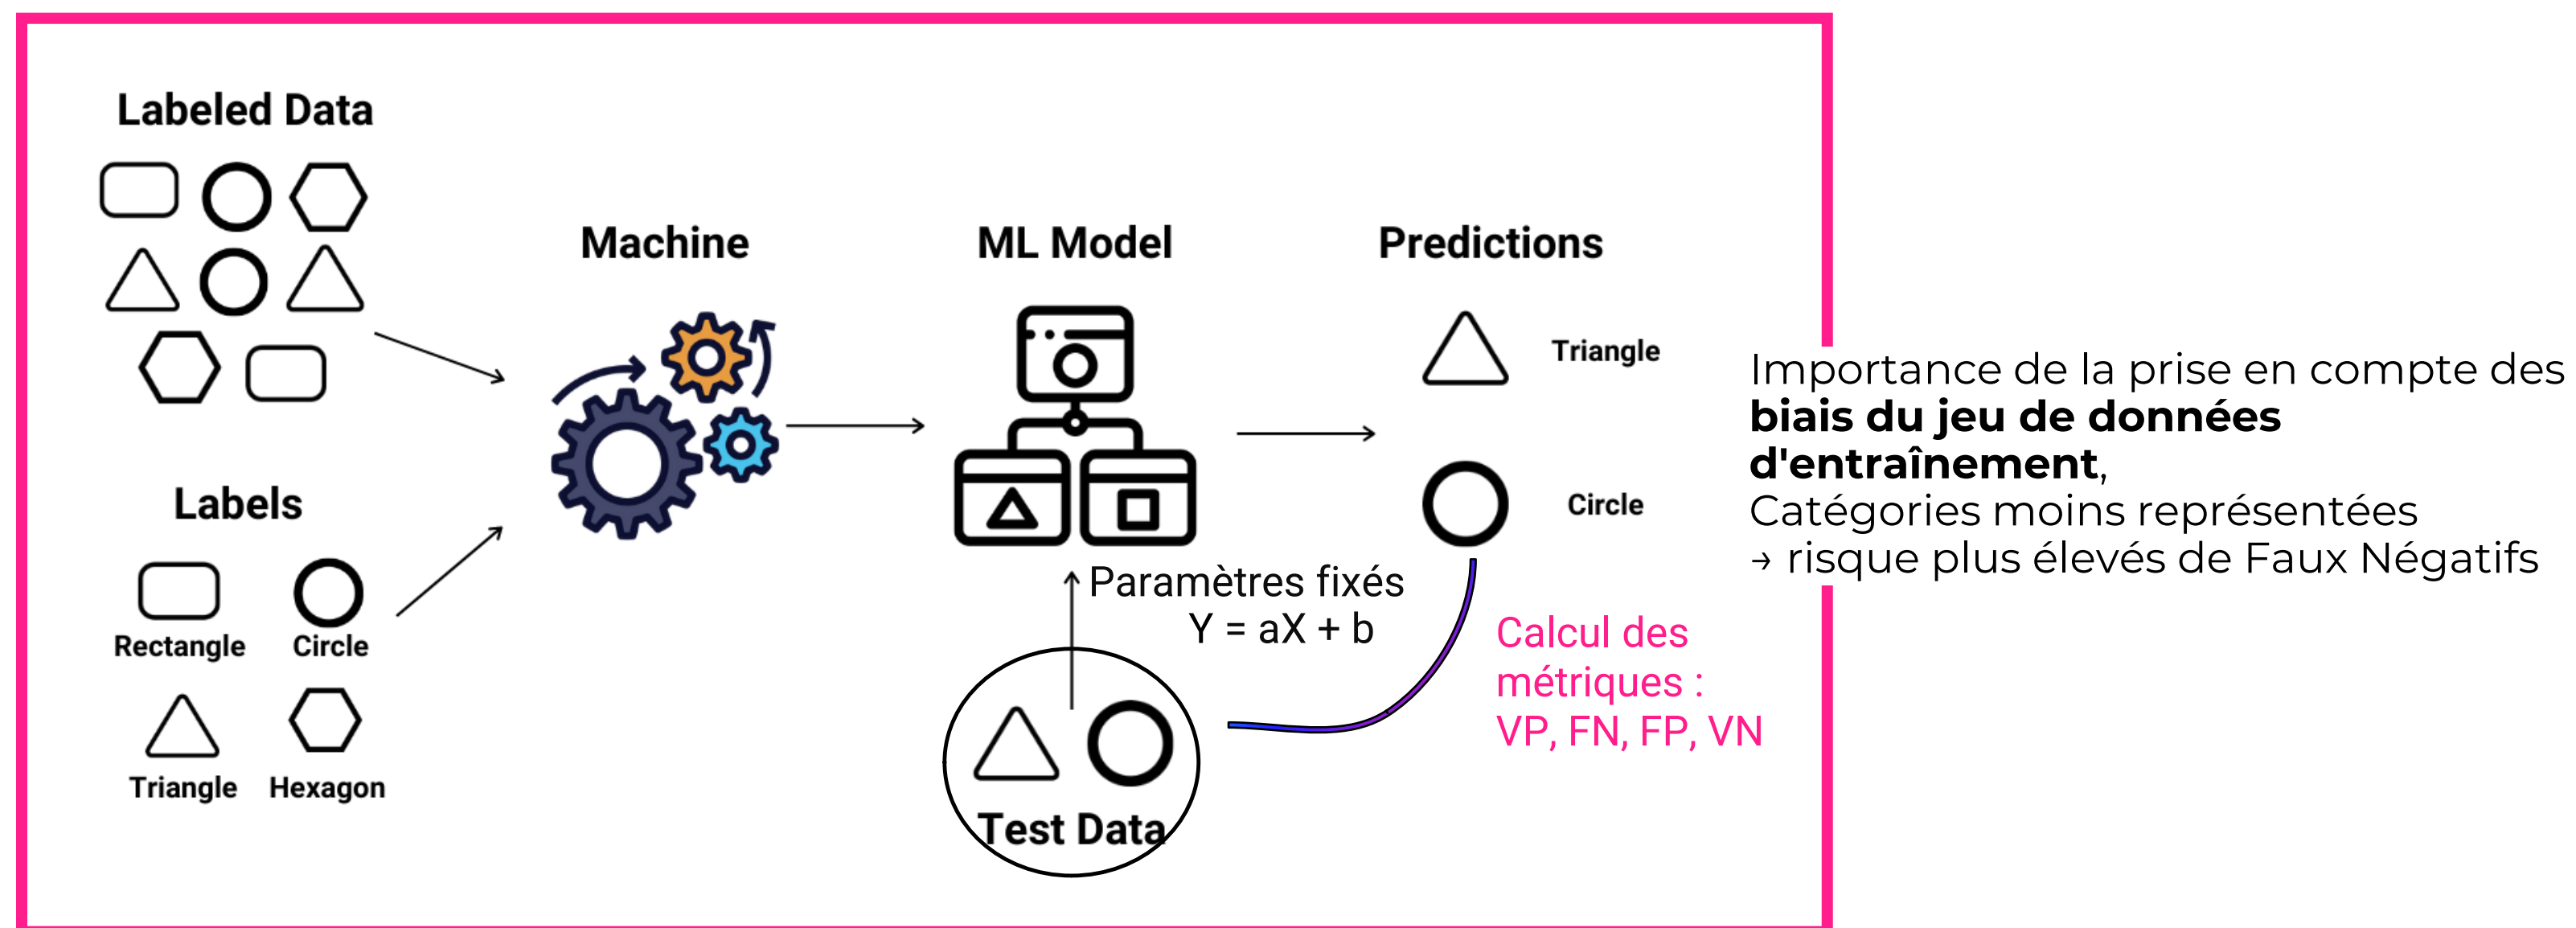 Labeled Data
Labels
Rectangle
Circle
Triangle
Hexagon
Machine
ML Model
Paramètres fixés
Y = aX + b
Test Data
Predictions
Triangle
Circle
Calcul des
métriques :
VP, FN, FP, VN
Importance de la prise en compte des
biais du jeu de données
d'entraînement,
Catégories moins représentées
→ risque plus élevés de Faux Négatifs